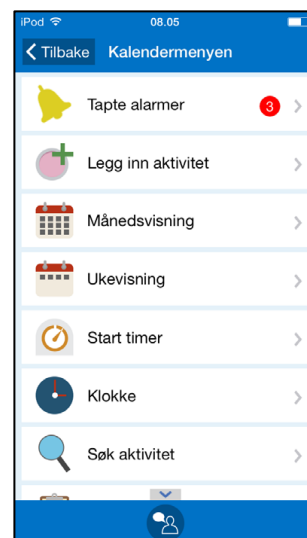 iPod 08.05
Tilbake Kalendermenyen
Tapte alarmer 3
Legg inn aktivitet
Månedsvisning
Ukevisning
Start timer
Klokke
Søk aktivitet